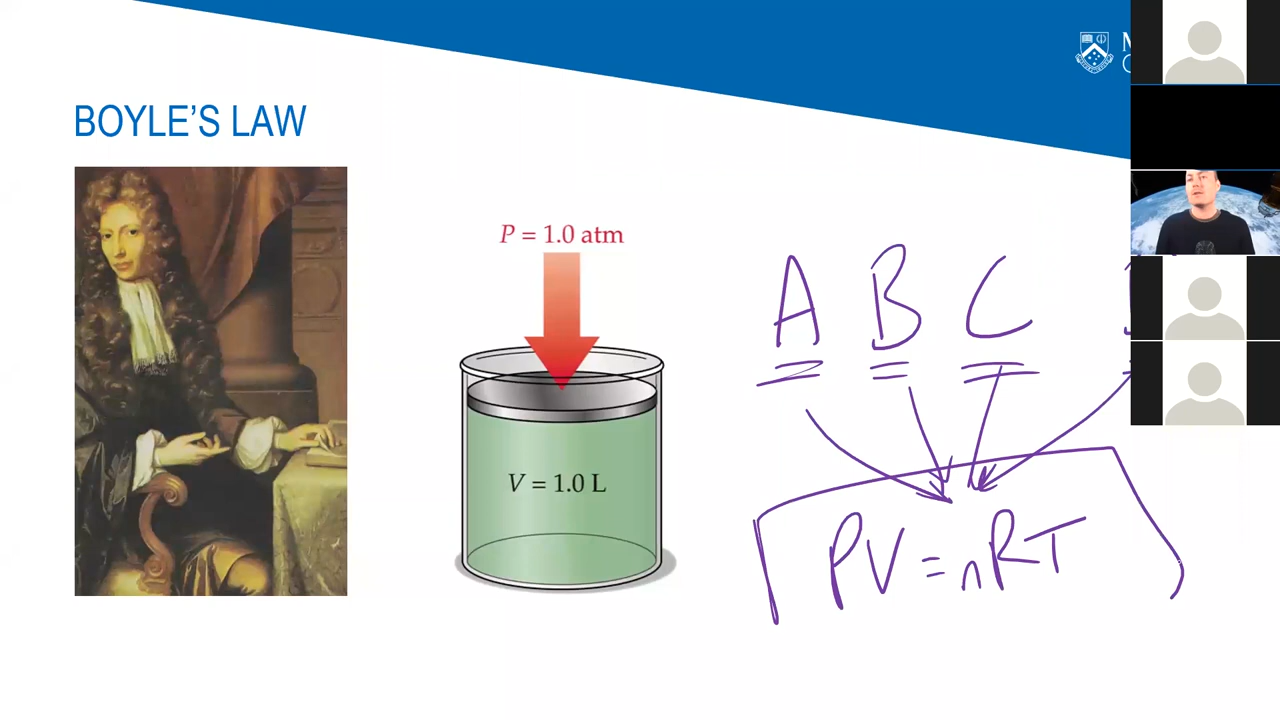 BOYLE'S LAW
P = 1.0 atm
V = 1.0 L
A B C
PV = nRT